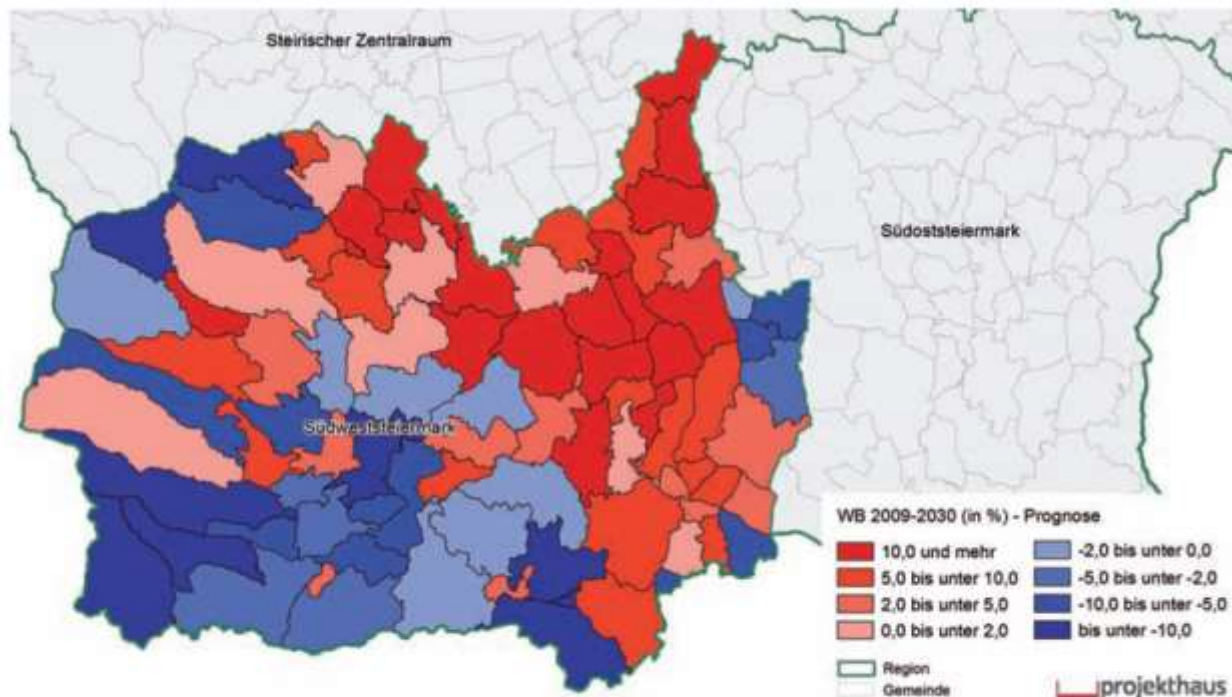 Steirischer Zentralraum
Südoststeiermark
Südweststeiermark
WB 2009-2030 (in %) - Prognose
10,0 und mehr
5,0 bis unter 10,0
2,0 bis unter 5,0
0,0 bis unter 2,0
-2,0 bis unter 0,0
-5,0 bis unter -2,0
-10,0 bis unter -5,0
bis unter -10,0
Region
Gemeinde
projekthaus